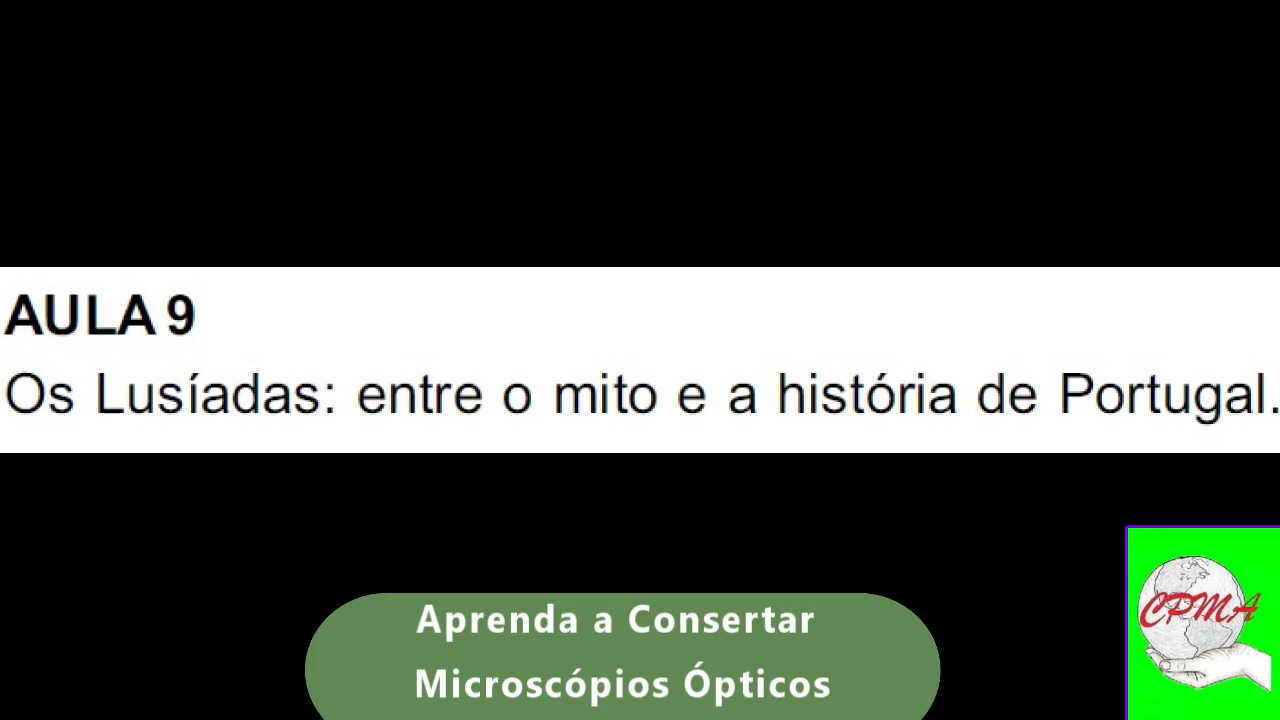 AULA 9
Os Lusíadas: entre o mito e a história de Portugal.
Aprenda a Consertar
Microscópios Ópticos
CPMA